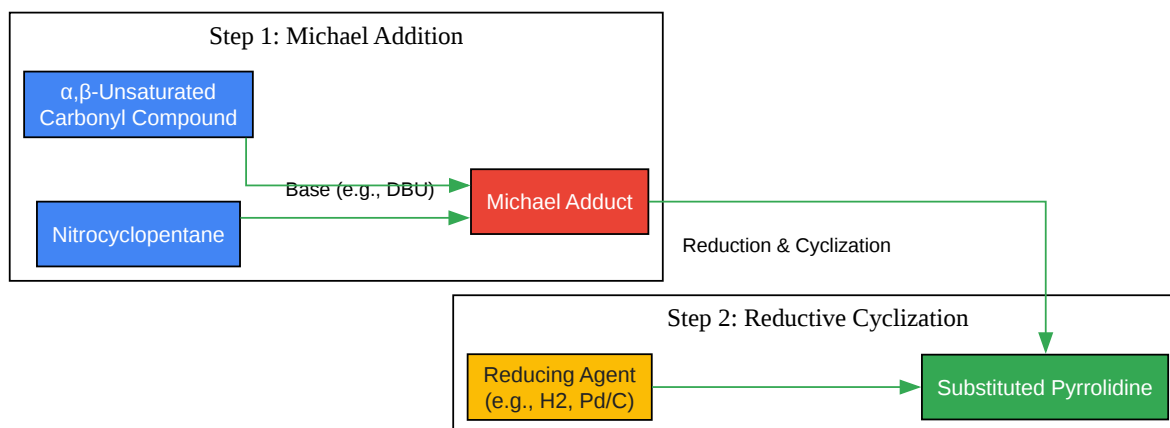 Step 1: Michael Addition
α,β-Unsaturated
Carbonyl Compound
Base (e.g., DBU)
Michael Adduct
Nitrocyclopentane
Reduction & Cyclization
Step 2: Reductive Cyclization
Reducing Agent
(e.g., H2, Pd/C)
Substituted Pyrrolidine